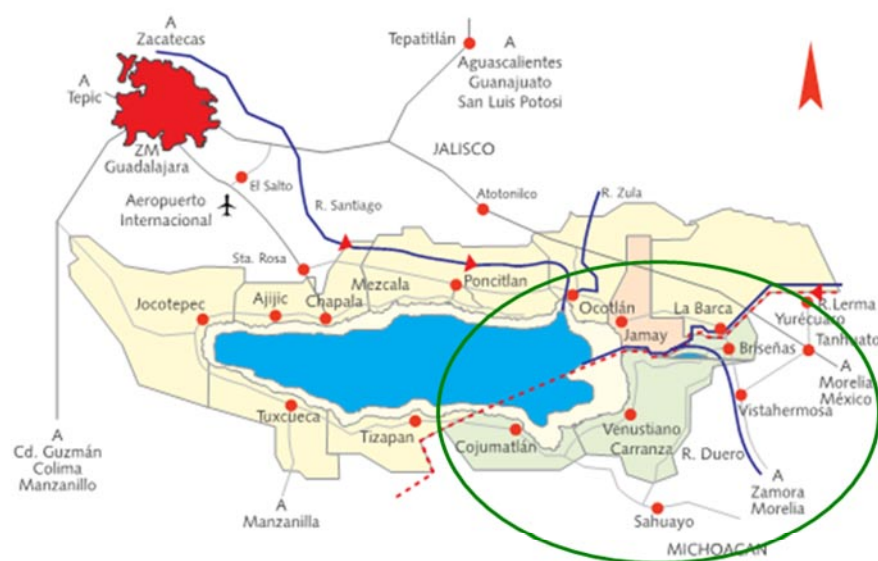 A
Zacatecas
Tepatitlán
A
Aguascalientes
Guanajuato
San Luis Potosi
A
Tepic
ZM
Guadalajara
JALISCO
El Salto
Aeropuerto
Internacional
R. Santiago
Atotonilco
R. Zula
Sta. Rosa
Mezcala
Poncitlan
Jocotepec
Ajijic
Chapala
Ocotlán
La Barca
R. Lerma
Yurécuaro
Jamay
Briseñas
Tanhuato
A
Morelia
México
Vistahermosa
Tuxcueca
Tizapan
Cojumatlán
Venustiano
Carranza
R. Duero
A
Cd. Guzmán
Colima
Manzanillo
A
Zamora
Morelia
A
Manzanilla
Sahuayo
MICHOACAN